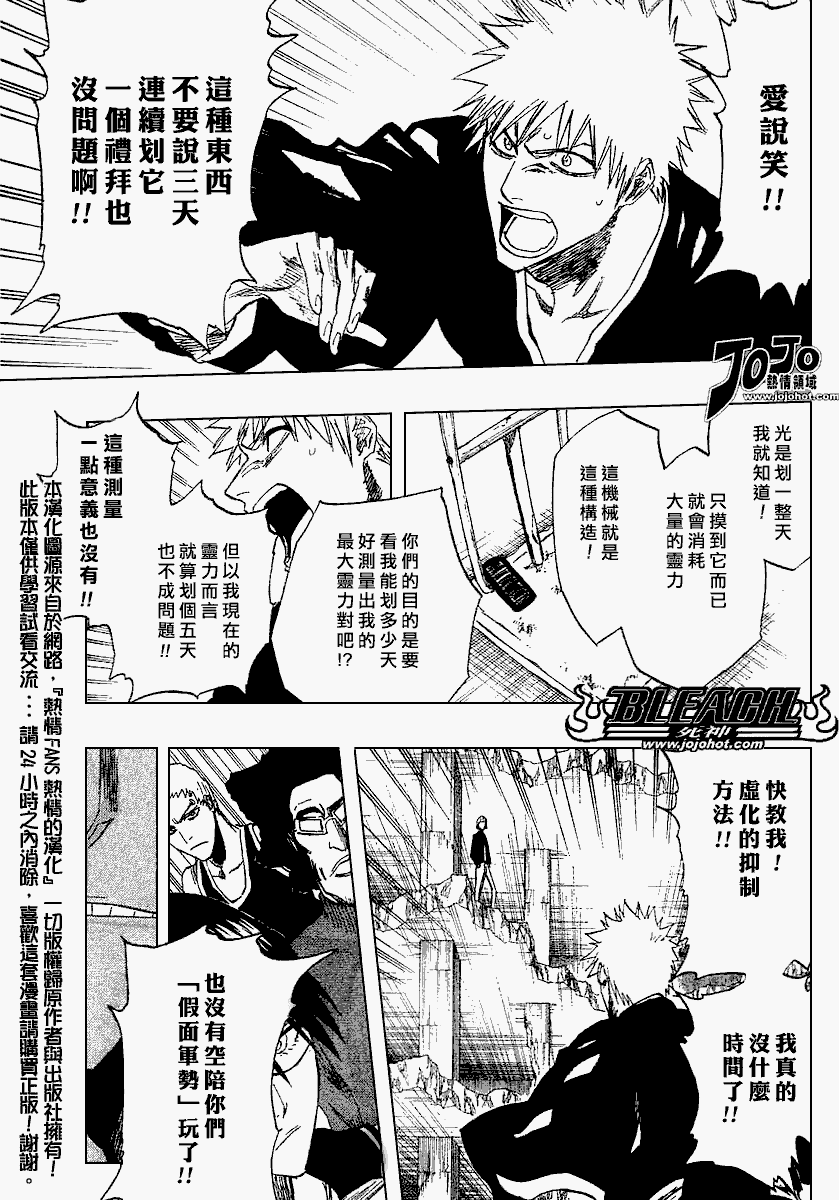 愛說笑!!
這種東西
不要說三天
連續划它
一個禮拜也
沒問題啊!!
JOJO
熱情領域
www.jojohot.com
光是划一整天
我就知道!
只摸到它而已
就會消耗
大量的靈力
這機械就是
這種構造!
你們的目的是要
看我能划多少天
好測量出我的
最大靈力對吧!?
但以我現在的
靈力而言
就算划個五天
也不成問題!!
這種測量
一點意義也沒有!!
BLEACH
死神
www.jojohot.com
快教我!
虛化的抑制
方法!!
我真的
沒什麼
時間了!!
也沒有空陪你們
「假面軍勢」玩了!!
本漢化圖源來自於網路,『熱情FANS熱情的漢化』一切版權歸原作者與出版社擁有!
此版本僅供學習試看交流...請24小時之內消除,喜歡這套漫畫請購買正版!謝謝。